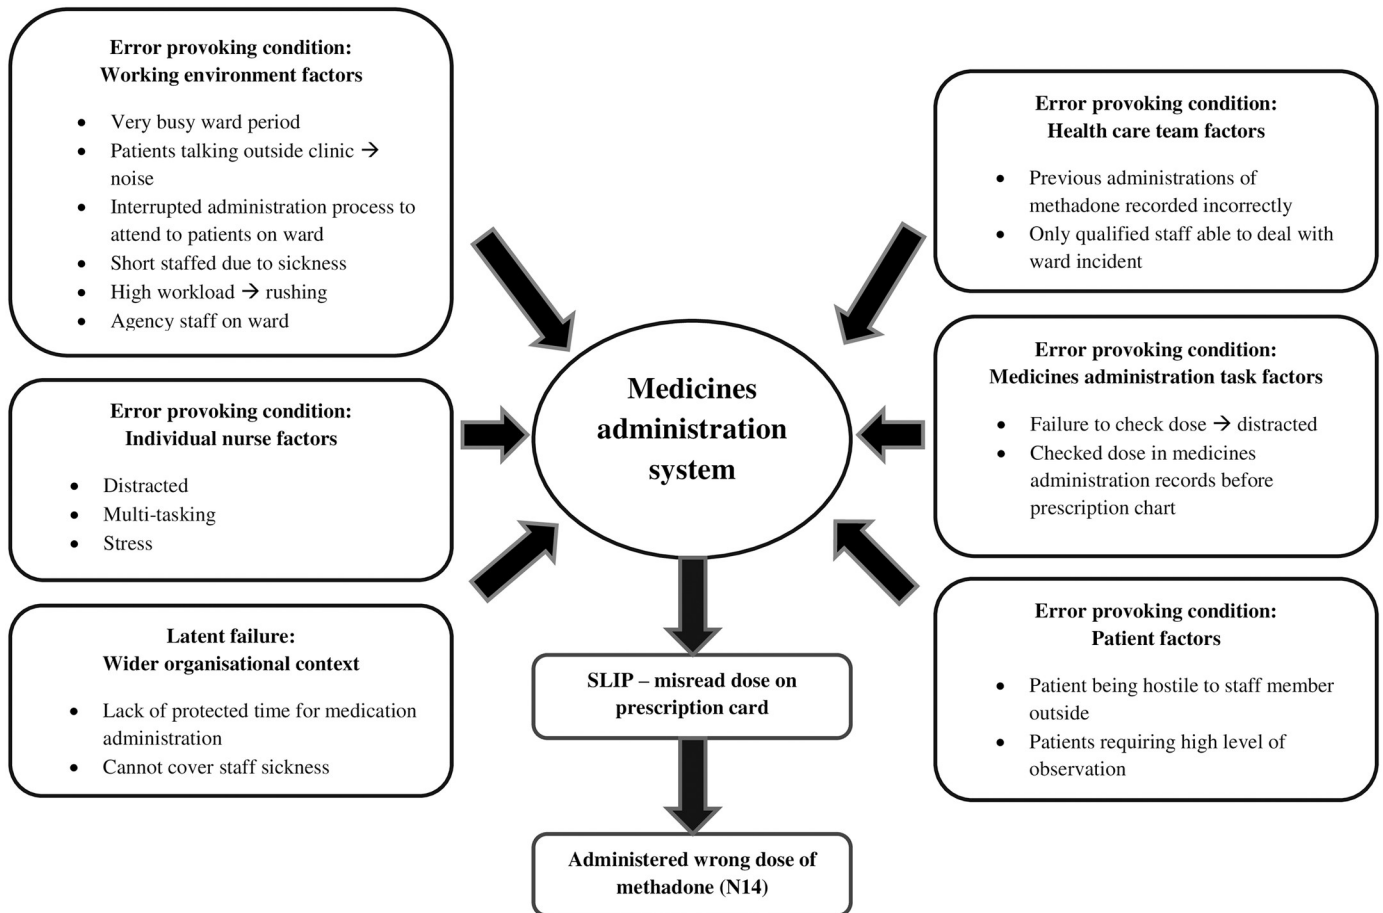 Error provoking condition:
Working environment factors
• Very busy ward period
• Patients talking outside clinic →
noise
• Interrupted administration process to
attend to patients on ward
• Short staffed due to sickness
• High workload → rushing
• Agency staff on ward
Error provoking condition:
Individual nurse factors
• Distracted
• Multi-tasking
• Stress
Latent failure:
Wider organisational context
• Lack of protected time for medication
administration
• Cannot cover staff sickness
Medicines
administration
system
SLIP – misread dose on
prescription card
Administered wrong dose of
methadone (N14)
Error provoking condition:
Health care team factors
• Previous administrations of
methadone recorded incorrectly
• Only qualified staff able to deal with
ward incident
Error provoking condition:
Medicines administration task factors
• Failure to check dose → distracted
• Checked dose in medicines
administration records before
prescription chart
Error provoking condition:
Patient factors
• Patient being hostile to staff member
outside
• Patients requiring high level of
observation